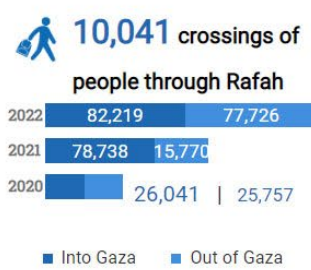 10,041 crossings of
people through Rafah
2022 82,219 77,726
2021 78,738 15,770
2020 26,041 | 25,757
Into Gaza Out of Gaza